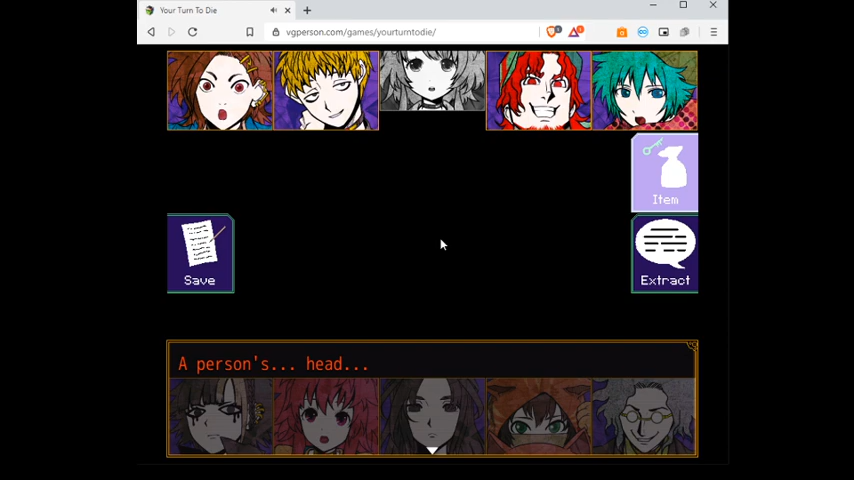 Your Turn To Die
vgperson.com/games/yourturntodie/
Item
Save
Extract
A person's... head...